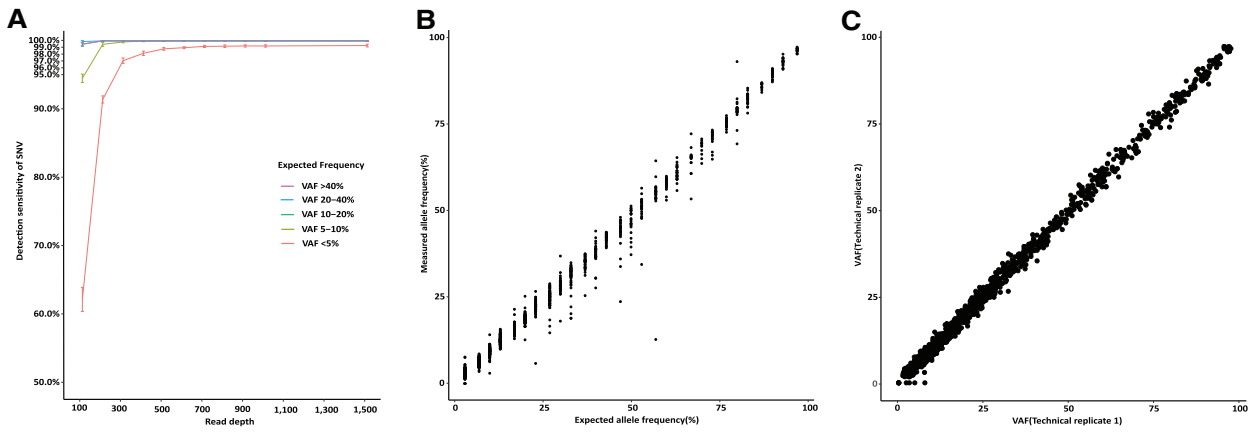 A
100.0%
99.0%
98.0%
97.0%
96.0%
95.0%
90.0%
80.0%
70.0%
60.0%
50.0%
Detection sensitivity of SNV
Expected Frequency
VAF >40%
VAF 20–40%
VAF 10–20%
VAF 5–10%
VAF <5%
100 300 500 700 900 1,100 1,300 1,500
Read depth
B
100
75
50
25
0
Measured allele frequency(%)
0 25 50 75 100
Expected allele frequency(%)
C
100
75
50
25
0
VAF(Technical replicate 2)
0 25 50 75 100
VAF(Technical replicate 1)